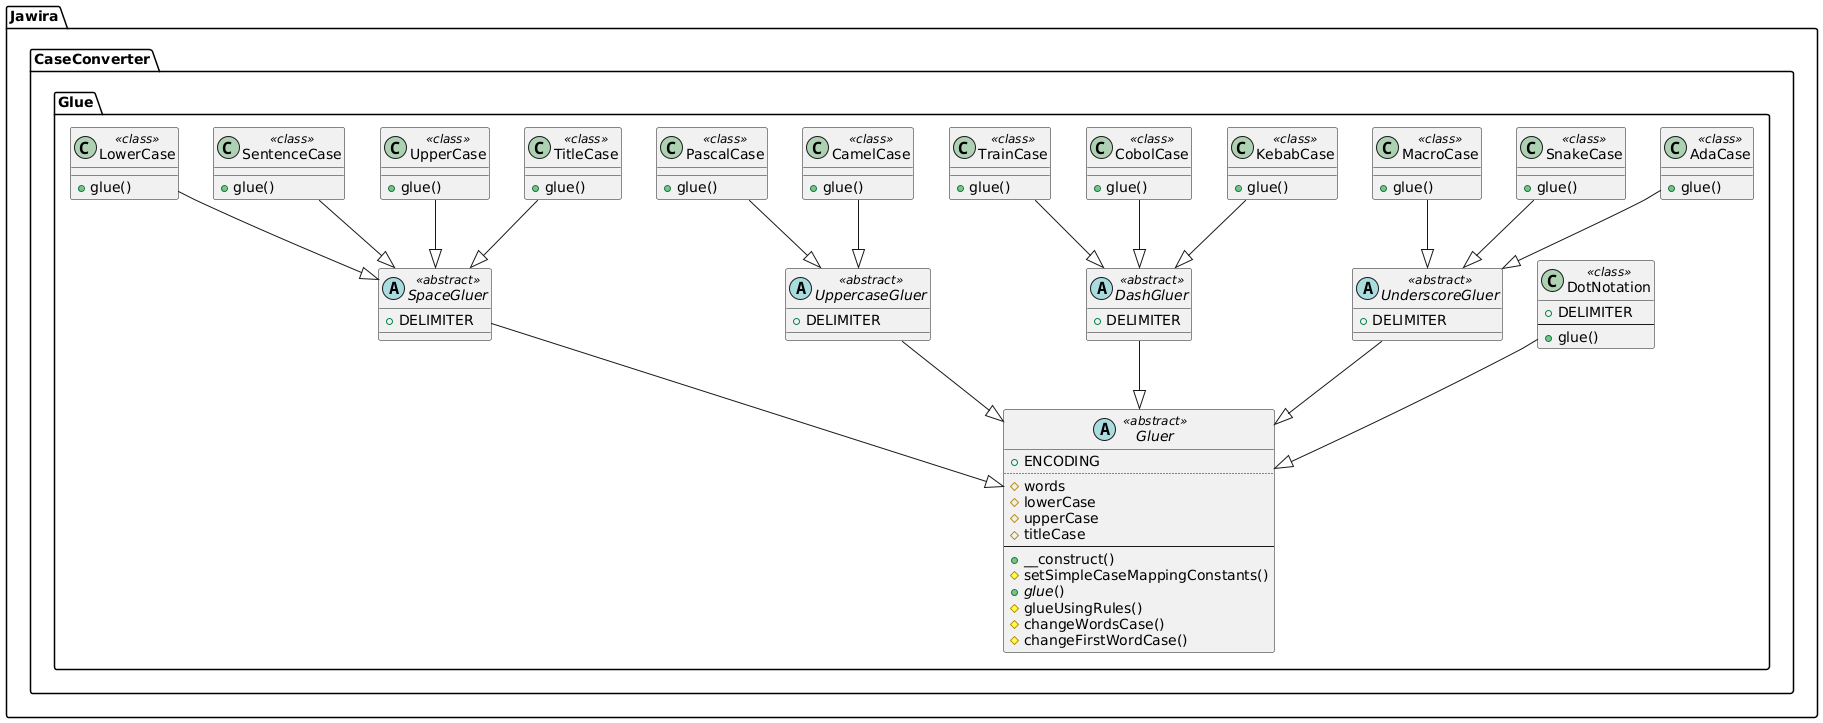 Jawira
CaseConverter
Glue
C «class» LowerCase
glue()
C «class» SentenceCase
glue()
C «class» UpperCase
glue()
C «class» TitleCase
glue()
C «class» PascalCase
glue()
C «class» CamelCase
glue()
C «class» TrainCase
glue()
C «class» CobolCase
glue()
C «class» KebabCase
glue()
C «class» MacroCase
glue()
C «class» SnakeCase
glue()
C «class» AdaCase
glue()
A «abstract» SpaceGluer
DELIMITER
A «abstract» UppercaseGluer
DELIMITER
A «abstract» DashGluer
DELIMITER
A «abstract» UnderscoreGluer
DELIMITER
C «class» DotNotation
DELIMITER
glue()
A «abstract» Gluer
ENCODING
words
lowerCase
upperCase
titleCase
__construct()
setSimpleCaseMappingConstants()
glue()
glueUsingRules()
changeWordsCase()
changeFirstWordCase()